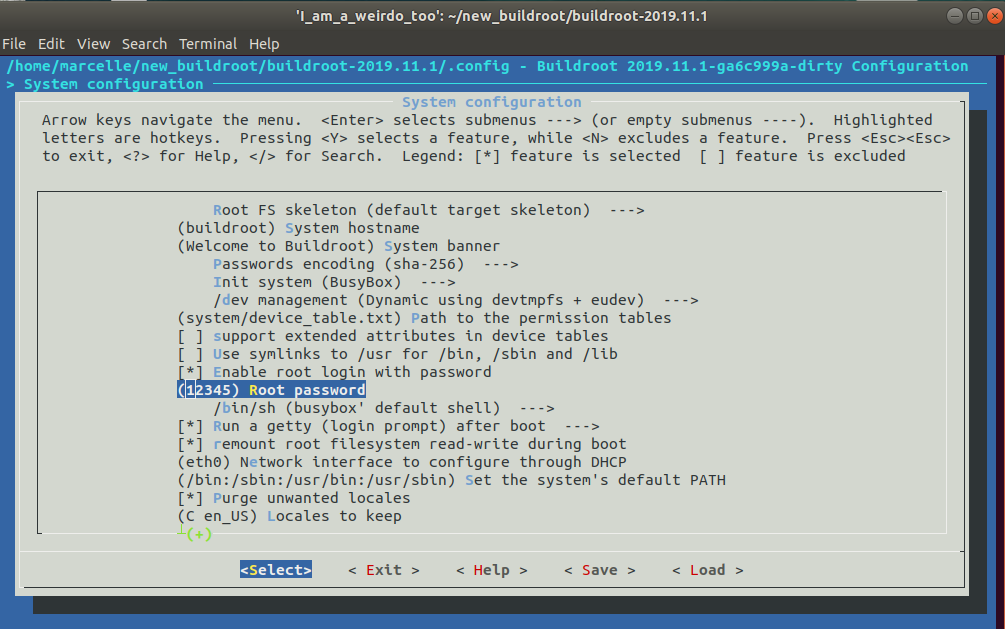 'I_am_a_weirdo_too': ~/new_buildroot/buildroot-2019.11.1
File Edit View Search Terminal Help
/home/marcelle/new_buildroot/buildroot-2019.11.1/.config - Buildroot 2019.11.1-ga6c999a-dirty Configuration
> System configuration
System configuration
Arrow keys navigate the menu. <Enter> selects submenus ---> (or empty submenus ----). Highlighted
letters are hotkeys. Pressing <Y> selects a feature, while <N> excludes a feature. Press <Esc><Esc>
to exit, <?> for Help, </> for Search. Legend: [*] feature is selected [ ] feature is excluded
Root FS skeleton (default target skeleton) --->
(buildroot) System hostname
(Welcome to Buildroot) System banner
Passwords encoding (sha-256) --->
Init system (BusyBox) --->
/dev management (Dynamic using devtmpfs + eudev) --->
(system/device_table.txt) Path to the permission tables
[ ] support extended attributes in device tables
[ ] Use symlinks to /usr for /bin, /sbin and /lib
[*] Enable root login with password
(12345) Root password
/bin/sh (busybox' default shell) --->
[*] Run a getty (login prompt) after boot --->
[*] remount root filesystem read-write during boot
(eth0) Network interface to configure through DHCP
(/bin:/sbin:/usr/bin:/usr/sbin) Set the system's default PATH
[*] Purge unwanted locales
(C en_US) Locales to keep
(+)
<Select> < Exit > < Help > < Save > < Load >